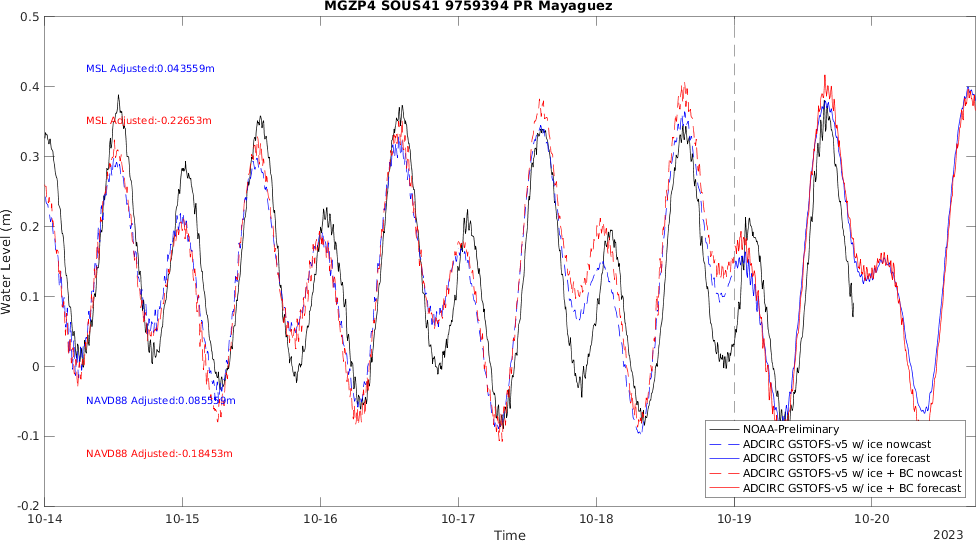 MGZP4 SOUS41 9759394 PR Mayaguez
0.5
0.4
0.3
0.2
0.1
0
-0.1
-0.2
Water Level (m)
MSL Adjusted:0.043559m
MSL Adjusted:-0.22653m
NAVD88 Adjusted:0.085559m
NAVD88 Adjusted:-0.18453m
NOAA-Preliminary
ADCIRC GSTOFS-v5 w/ ice nowcast
ADCIRC GSTOFS-v5 w/ ice forecast
ADCIRC GSTOFS-v5 w/ ice + BC nowcast
ADCIRC GSTOFS-v5 w/ ice + BC forecast
10-14 10-15 10-16 10-17 10-18 10-19 10-20
Time
2023